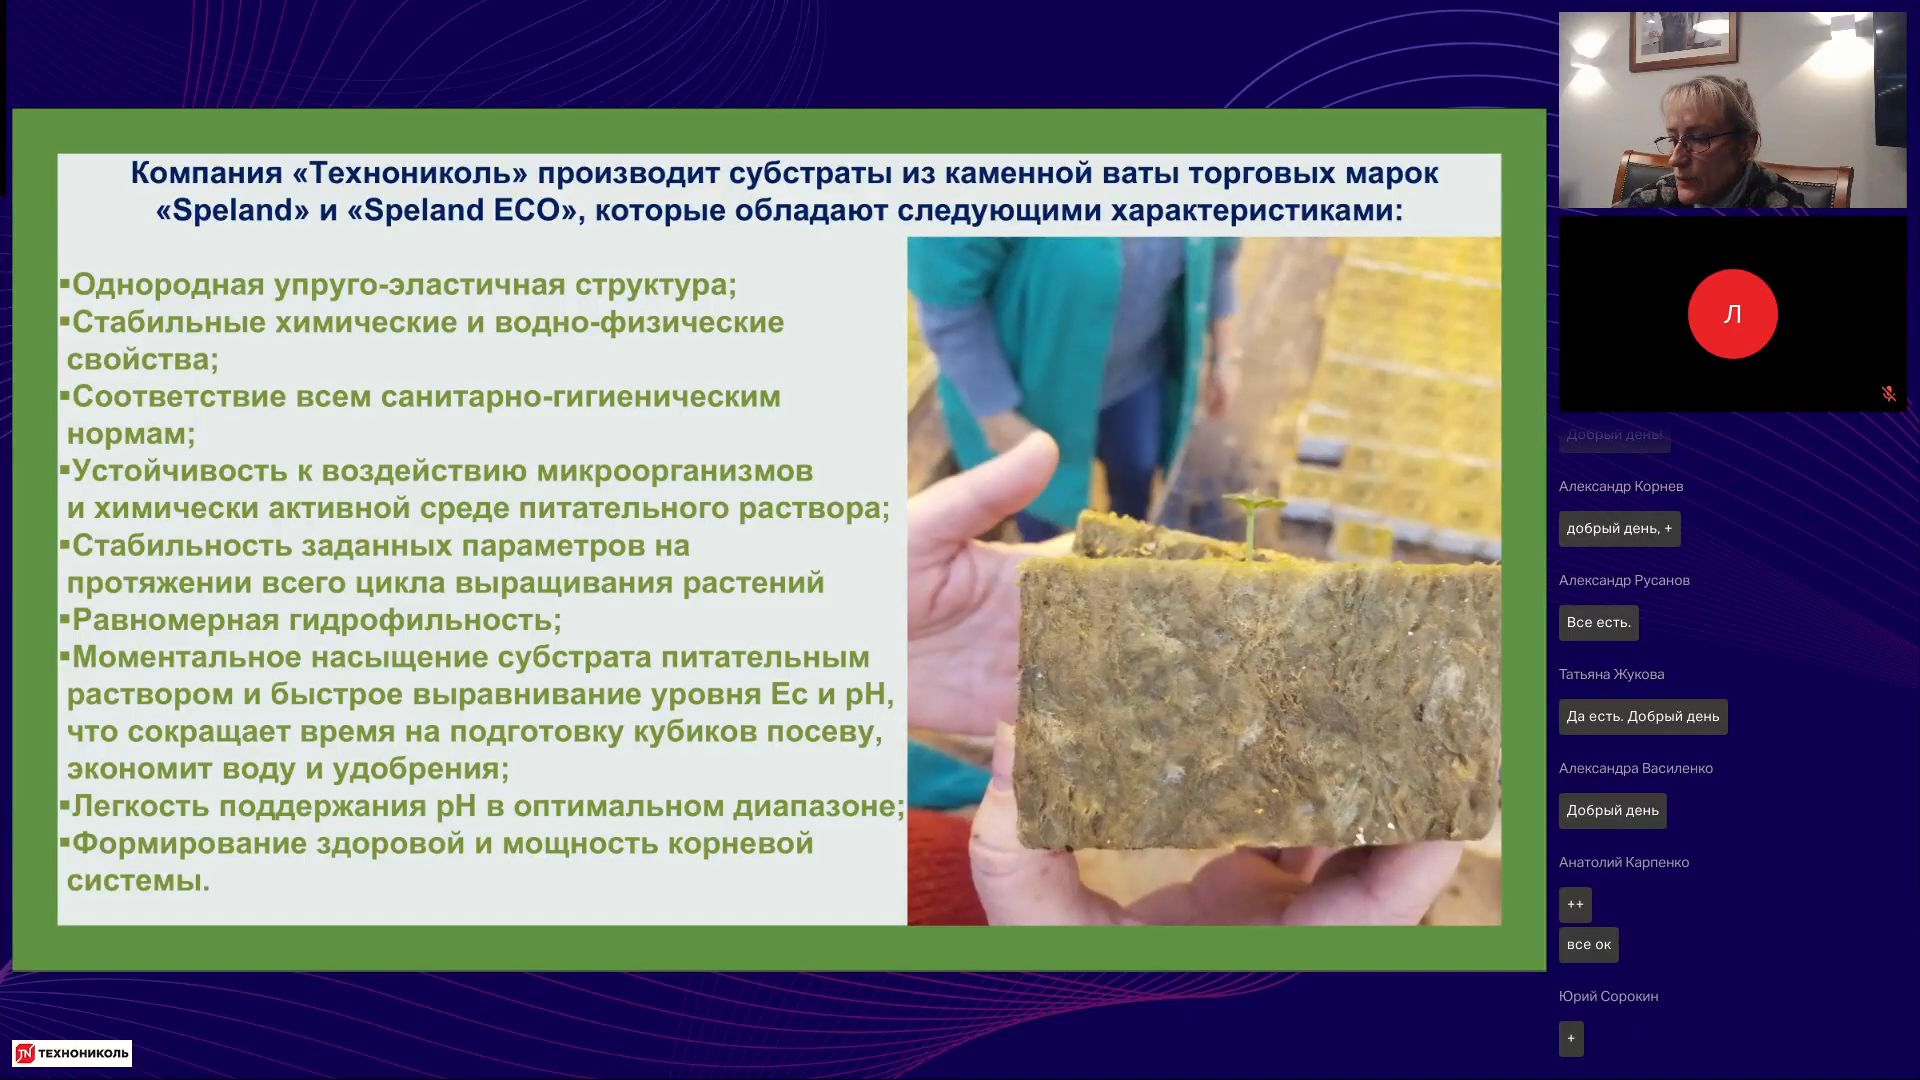 Компания «Технониколь» производит субстраты из каменной ваты торговых марок
«Speland» и «Speland ECO», которые обладают следующими характеристиками:
▪Однородная упруго-эластичная структура;
▪Стабильные химические и водно-физические
свойства;
▪Соответствие всем санитарно-гигиеническим
нормам;
▪Устойчивость к воздействию микроорганизмов
и химически активной среде питательного раствора;
▪Стабильность заданных параметров на
протяжении всего цикла выращивания растений
▪Равномерная гидрофильность;
▪Моментальное насыщение субстрата питательным
раствором и быстрое выравнивание уровня Ес и рН,
что сокращает время на подготовку кубиков посеву,
экономит воду и удобрения;
▪Легкость поддержания рН в оптимальном диапазоне;
▪Формирование здоровой и мощность корневой
системы.
TN ТЕХНОНИКОЛЬ
Л
Добрый день!
Александр Корнев
добрый день, +
Александр Русанов
Все есть.
Татьяна Жукова
Да есть. Добрый день
Александра Василенко
Добрый день
Анатолий Карпенко
++
все ок
Юрий Сорокин
+